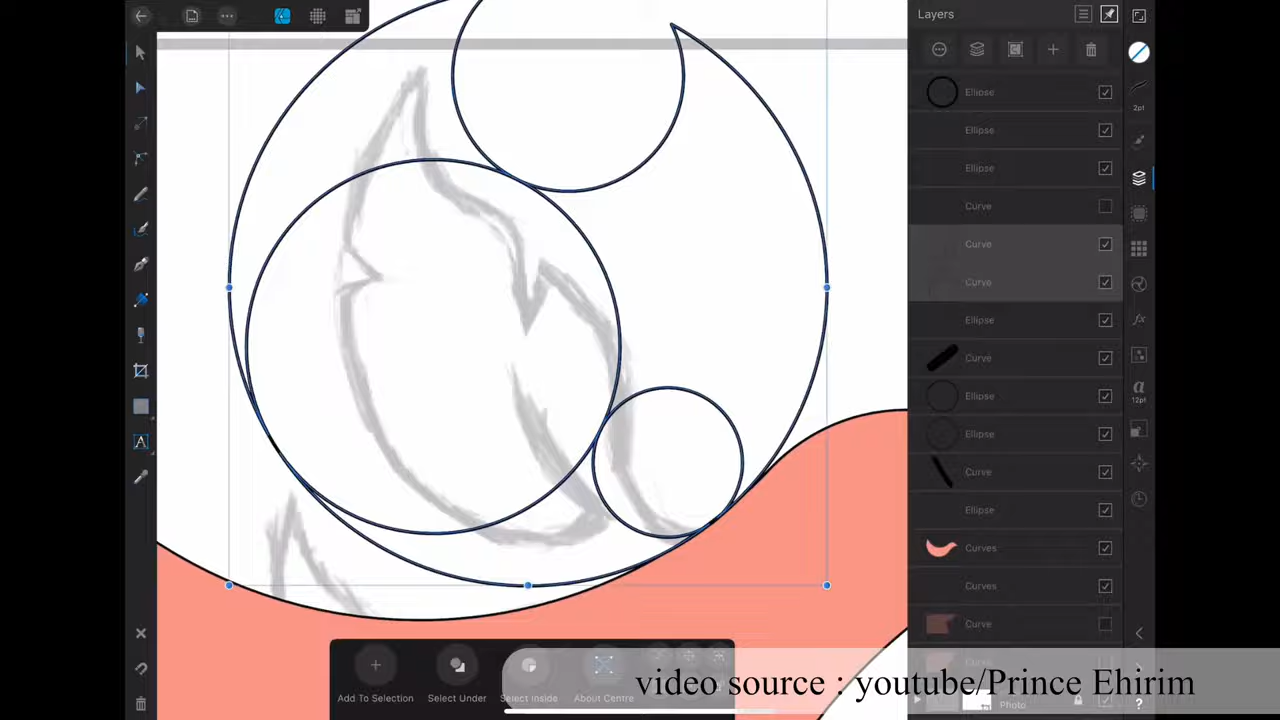 Layers
Ellipse
2pt
Ellipse
Ellipse
Curve
Curve
Curve
Ellipse
Curve
a
12pt
Ellipse
Ellipse
Curve
Ellipse
Curves
Curves
Curve
Add To Selection
Select Under
Select Inside
About Centre
video source : youtube/Prince Ehirim
Photo